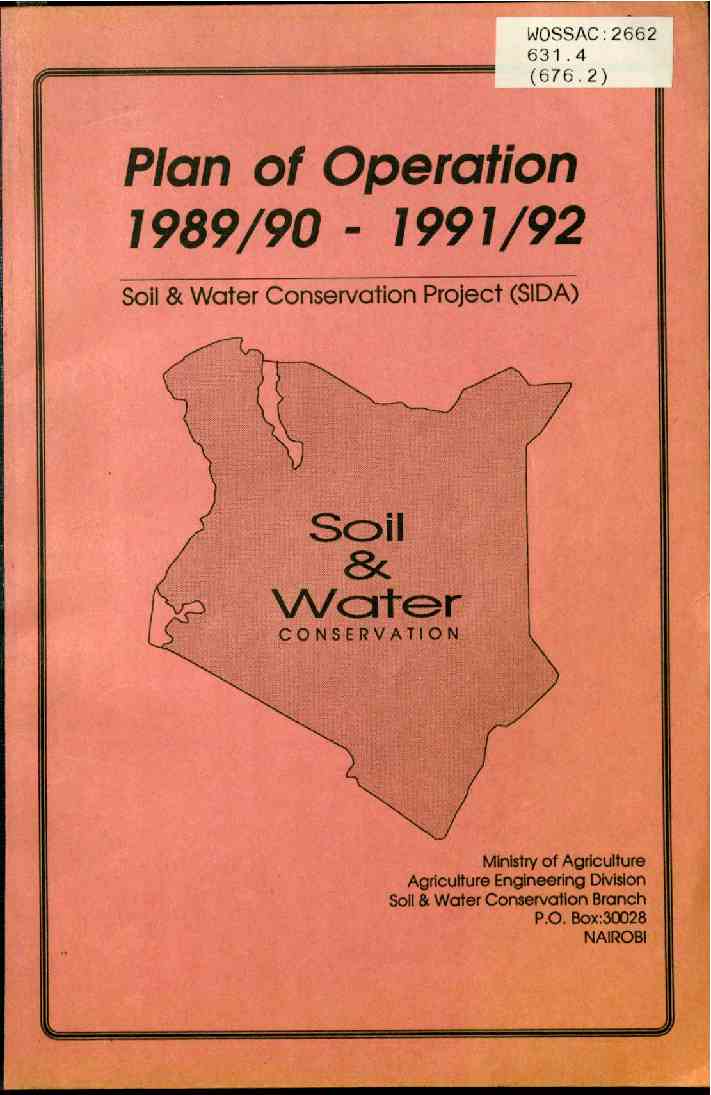 WOSSAC:2662
631.4
(676.2)
Plan of Operation
1989/90 - 1991/92
Soil & Water Conservation Project (SIDA)
Soil
&
Water
CONSERVATION
Ministry of Agriculture
Agriculture Engineering Division
Soil & Water Conservation Branch
P.O. Box:30028
NAIROBI